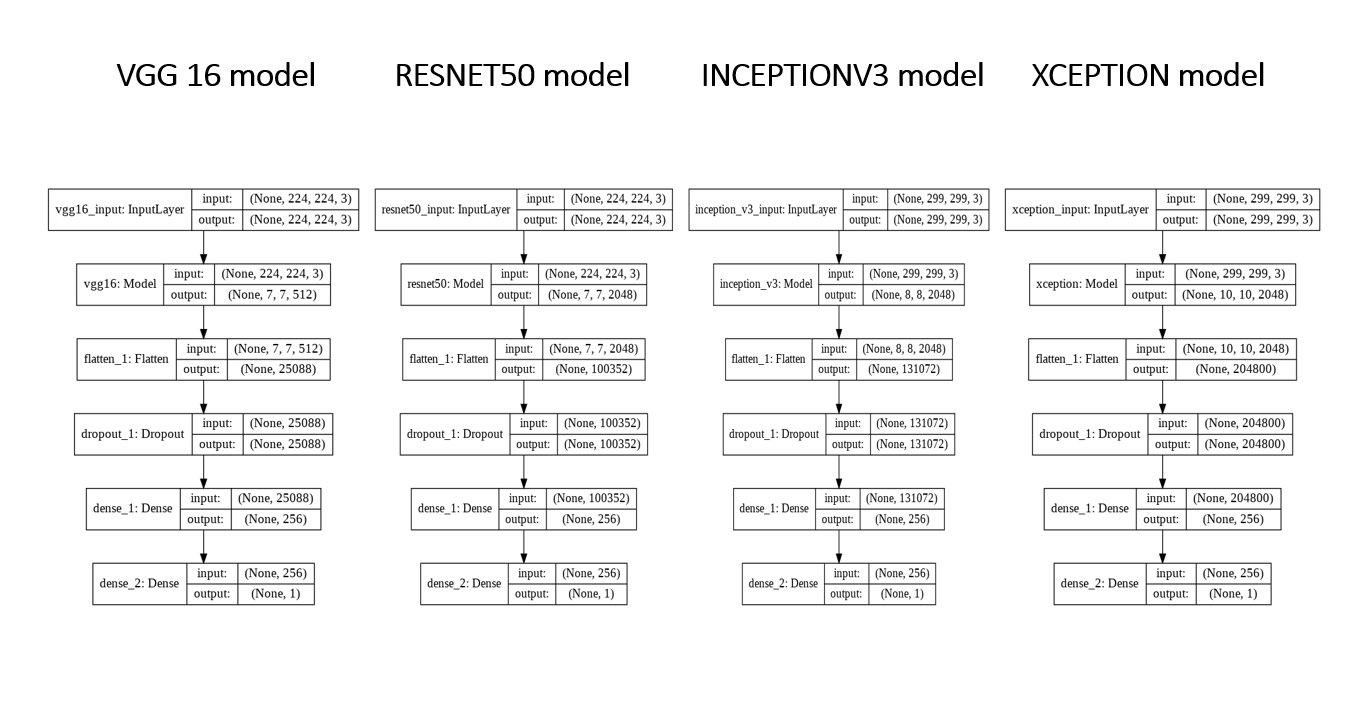 VGG 16 model
RESNET50 model
INCEPTIONV3 model
XCEPTION model
vgg16_input: InputLayer
input: (None, 224, 224, 3)
output: (None, 224, 224, 3)
vgg16: Model
input: (None, 224, 224, 3)
output: (None, 7, 7, 512)
flatten_1: Flatten
input: (None, 7, 7, 512)
output: (None, 25088)
dropout_1: Dropout
input: (None, 25088)
output: (None, 25088)
dense_1: Dense
input: (None, 25088)
output: (None, 256)
dense_2: Dense
input: (None, 256)
output: (None, 1)
resnet50_input: InputLayer
input: (None, 224, 224, 3)
output: (None, 224, 224, 3)
resnet50: Model
input: (None, 224, 224, 3)
output: (None, 7, 7, 2048)
flatten_1: Flatten
input: (None, 7, 7, 2048)
output: (None, 100352)
dropout_1: Dropout
input: (None, 100352)
output: (None, 100352)
dense_1: Dense
input: (None, 100352)
output: (None, 256)
dense_2: Dense
input: (None, 256)
output: (None, 1)
inception_v3_input: InputLayer
input: (None, 299, 299, 3)
output: (None, 299, 299, 3)
inception_v3: Model
input: (None, 299, 299, 3)
output: (None, 8, 8, 2048)
flatten_1: Flatten
input: (None, 8, 8, 2048)
output: (None, 131072)
dropout_1: Dropout
input: (None, 131072)
output: (None, 131072)
dense_1: Dense
input: (None, 131072)
output: (None, 256)
dense_2: Dense
input: (None, 256)
output: (None, 1)
xception_input: InputLayer
input: (None, 299, 299, 3)
output: (None, 299, 299, 3)
xception: Model
input: (None, 299, 299, 3)
output: (None, 10, 10, 2048)
flatten_1: Flatten
input: (None, 10, 10, 2048)
output: (None, 204800)
dropout_1: Dropout
input: (None, 204800)
output: (None, 204800)
dense_1: Dense
input: (None, 204800)
output: (None, 256)
dense_2: Dense
input: (None, 256)
output: (None, 1)